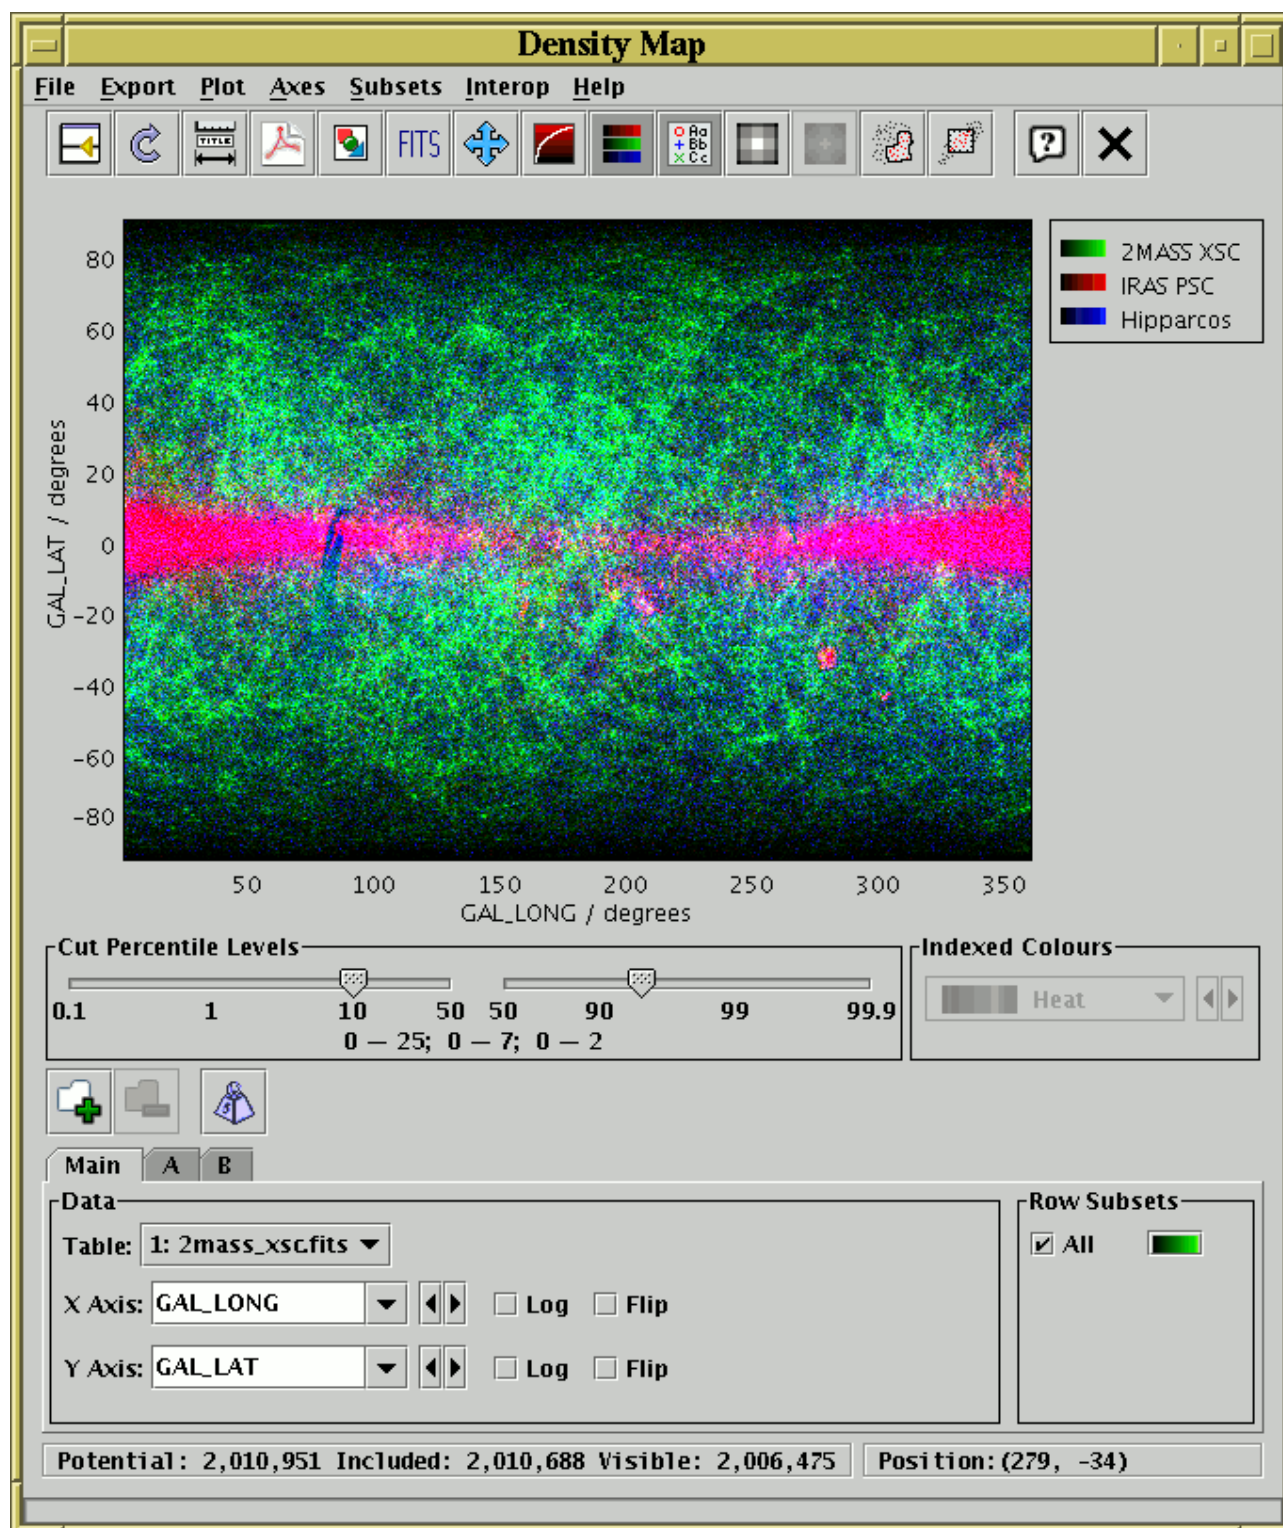 Density Map
File Export Plot Axes Subsets Interop Help
TITLE
FITS
Aa
Bb
Cc
?
2MASS XSC
IRAS PSC
Hipparcos
80
60
40
20
0
-20
-40
-60
-80
GAL_LAT / degrees
50 100 150 200 250 300 350
GAL_LONG / degrees
Cut Percentile Levels
0.1 1 10 50 50 90 99 99.9
0 — 25; 0 — 7; 0 — 2
Indexed Colours
Heat
Main A B
Data
Table: 1: 2mass_xsc.fits
X Axis: GAL_LONG Log Flip
Y Axis: GAL_LAT Log Flip
Row Subsets
All
Potential: 2,010,951 Included: 2,010,688 Visible: 2,006,475 Position:(279, -34)